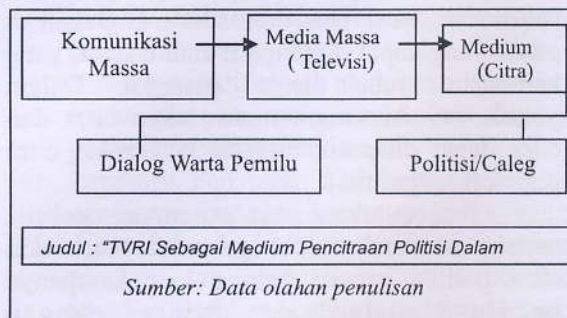 Komunikasi
Massa
Media Massa
( Televisi)
Medium
(Citra)
Dialog Warta Pemilu
Politisi/Caleg
Judul : “TVRI Sebagai Medium Pencitraan Politisi Dalam
Sumber: Data olahan penulisan